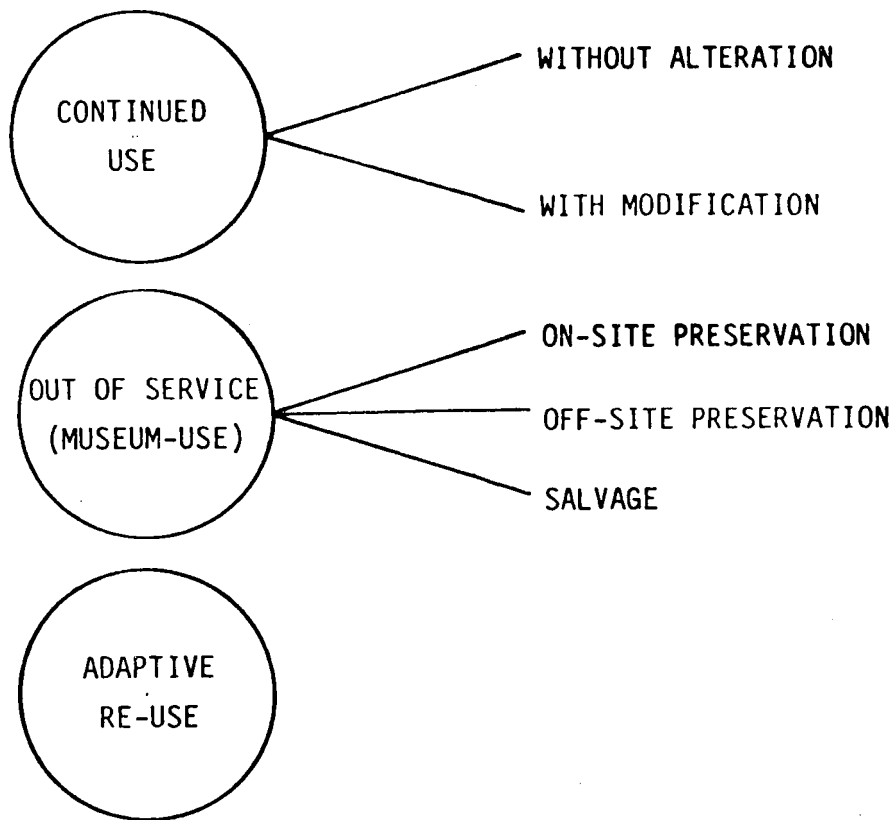 CONTINUED
USE
WITHOUT ALTERATION
WITH MODIFICATION
OUT OF SERVICE
(MUSEUM-USE)
ON-SITE PRESERVATION
OFF-SITE PRESERVATION
SALVAGE
ADAPTIVE
RE-USE